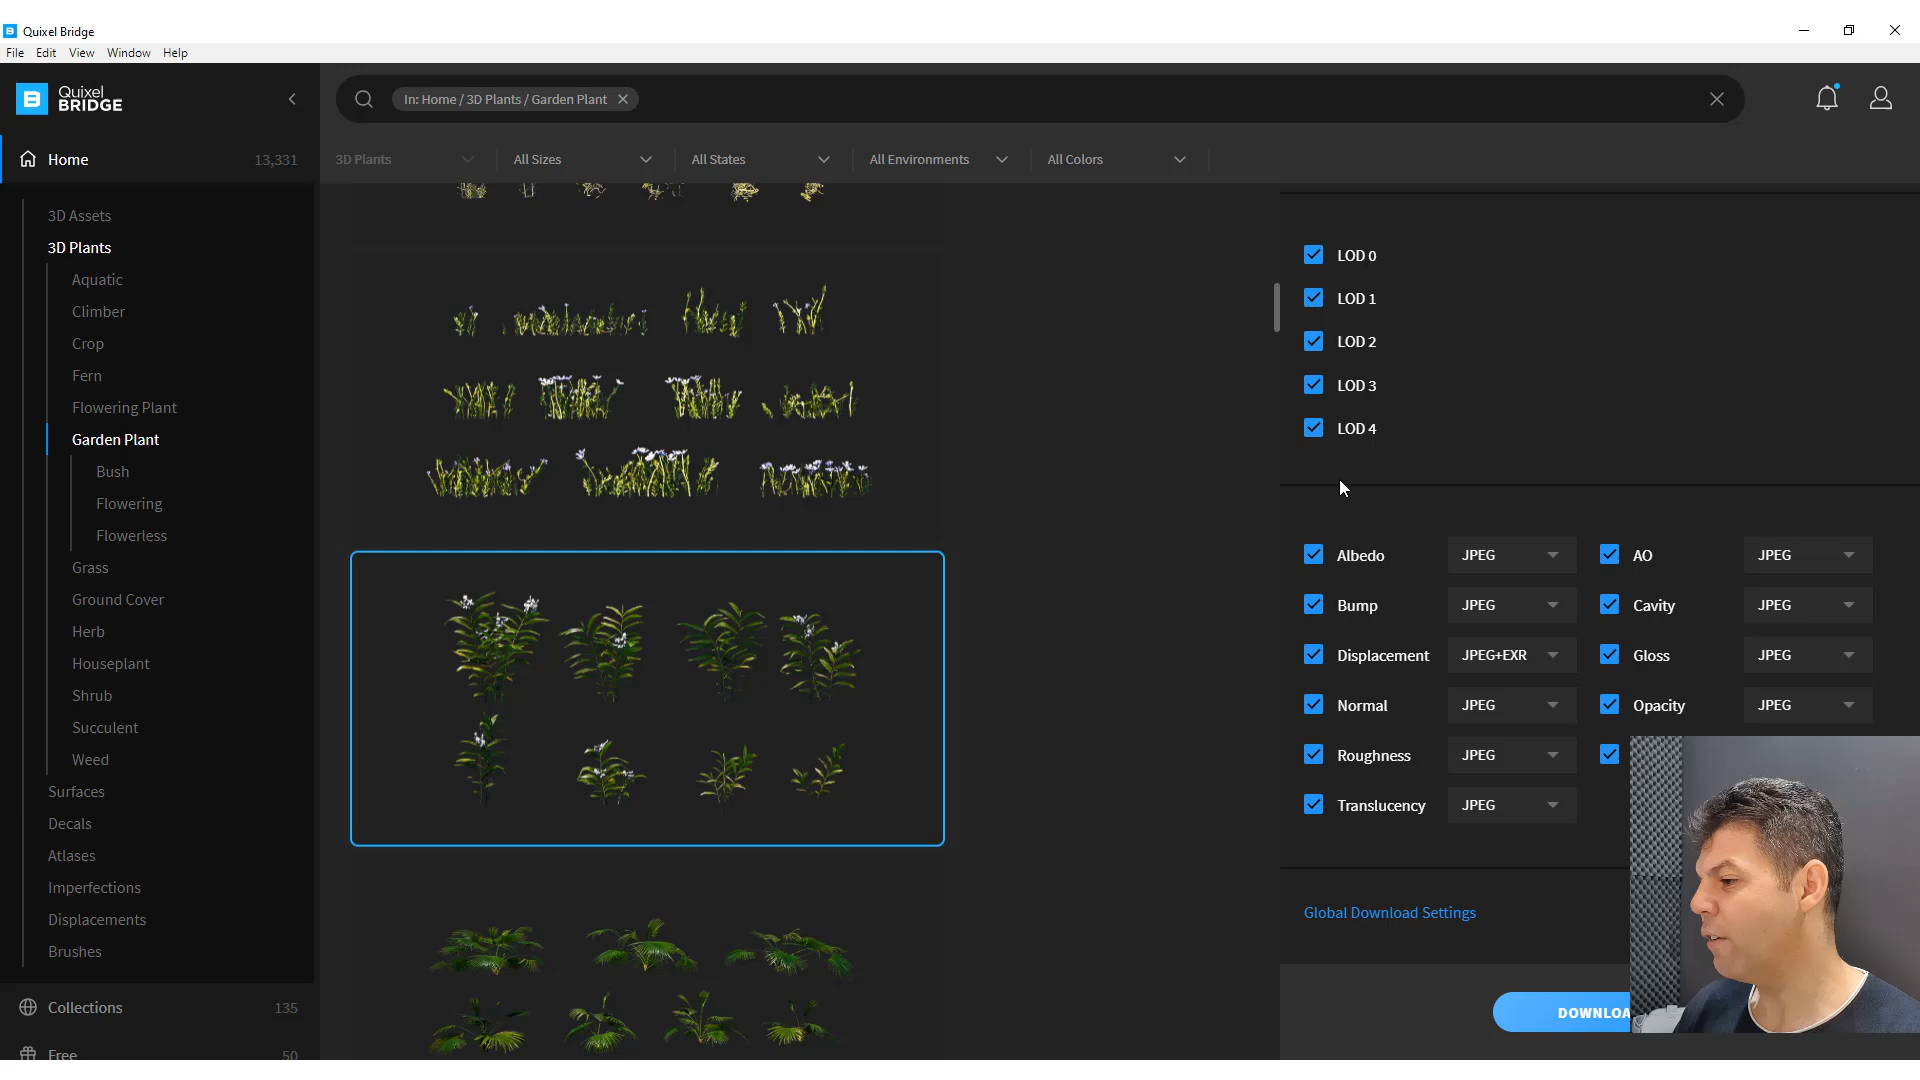 Quixel Bridge
File Edit View Window Help
Quixel
BRIDGE
In: Home / 3D Plants / Garden Plant
Home 13,331
3D Plants All Sizes All States All Environments All Colors
3D Assets
3D Plants
Aquatic
Climber
Crop
Fern
Flowering Plant
Garden Plant
Bush
Flowering
Flowerless
Grass
Ground Cover
Herb
Houseplant
Shrub
Succulent
Weed
Surfaces
Decals
Atlases
Imperfections
Displacements
Brushes
Collections 135
Free 50
LOD 0
LOD 1
LOD 2
LOD 3
LOD 4
Albedo JPEG AO JPEG
Bump JPEG Cavity JPEG
Displacement JPEG+EXR Gloss JPEG
Normal JPEG Opacity JPEG
Roughness JPEG
Translucency JPEG
Global Download Settings
DOWNLOA